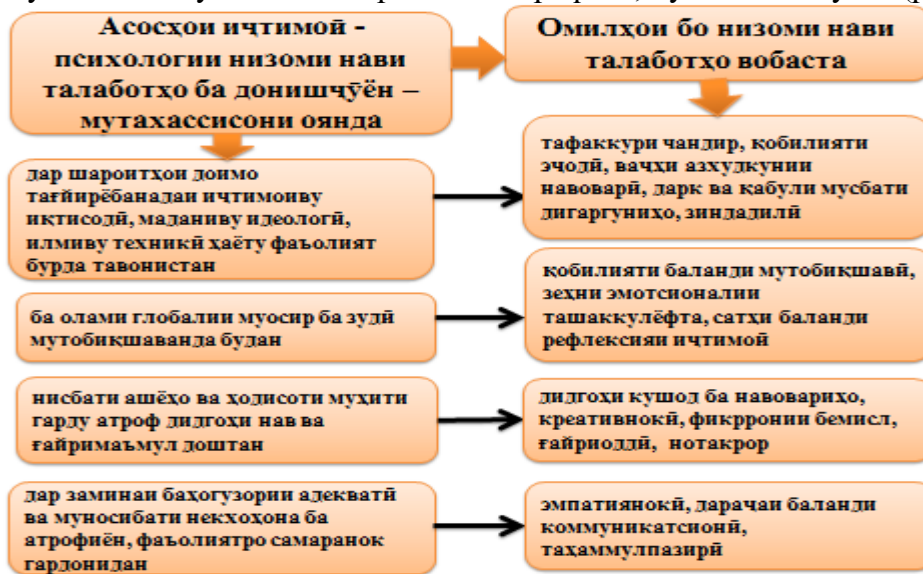 Асосҳои иҷтимоӣ -
психологии низоми нави
талаботҳо ба донишҷӯён –
мутахассисони оянда
Омилҳои бо низоми нави
талаботҳо вобаста
дар шароитҳои доимо
тағйирёбанадаи иҷтимоиву
иқтисодӣ, маданиву идеологӣ,
илмиву техникӣ ҳаёту фаъолият
бурда тавонистан
тафаккури чандир, қобилияти
эҷодӣ, ваҷҳи азхудкунии
навоварӣ, дарк ва қабули мусбати
дигаргуниҳо, зиндадилӣ
ба олами глобалии муосир ба зудӣ
мутобиқшаванда будан
қобилияти баланди мутобиқшавӣ,
зеҳни эмотсионалии
ташаккулёфта, сатҳи баланди
рефлексияи иҷтимоӣ
нисбати ашёҳо ва ҳодисоти муҳити
гарду атроф дидгоҳи нав ва
ғайримаъмул доштан
дидгоҳи кушод ба навовариҳо,
креативнокӣ, фикрронии бемисл,
ғайриоддӣ, нотакрор
дар заминаи баҳогузории адекватӣ
ва муносибати некхоҳона ба
атрофиён, фаъолиятро самаранок
гардонидан
эмпатиянокӣ, дараҷаи баланди
коммуникатсионӣ,
таҳаммулпазирӣ